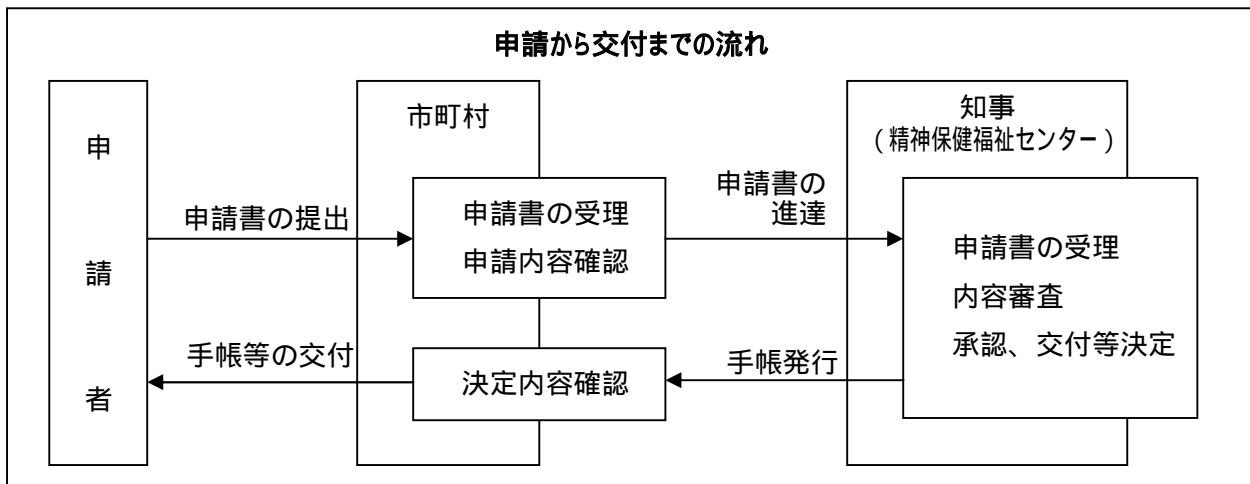 申請から交付までの流れ
申請者
市町村
知事
（精神保健福祉センター）
申請書の提出
申請書の受理
申請内容確認
申請書の
進達
申請書の受理
内容審査
承認、交付等決定
手帳等の交付
決定内容確認
手帳発行